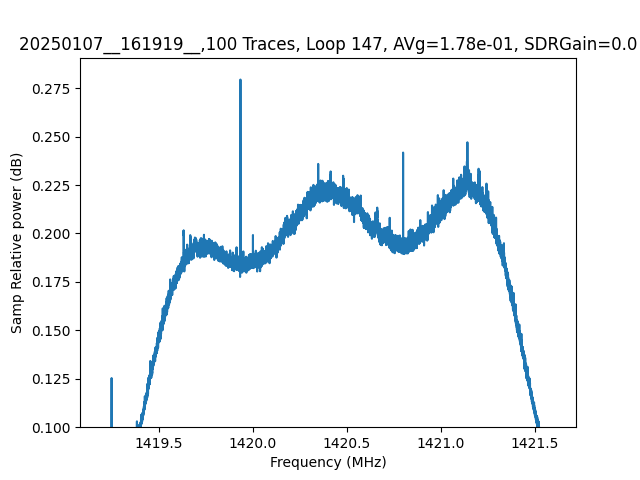 20250107__161919__,100 Traces, Loop 147, AVg=1.78e-01, SDRGain=0.0
0.275
0.250
0.225
0.200
0.175
0.150
0.125
0.100
Samp Relative power (dB)
1419.5 1420.0 1420.5 1421.0 1421.5
Frequency (MHz)